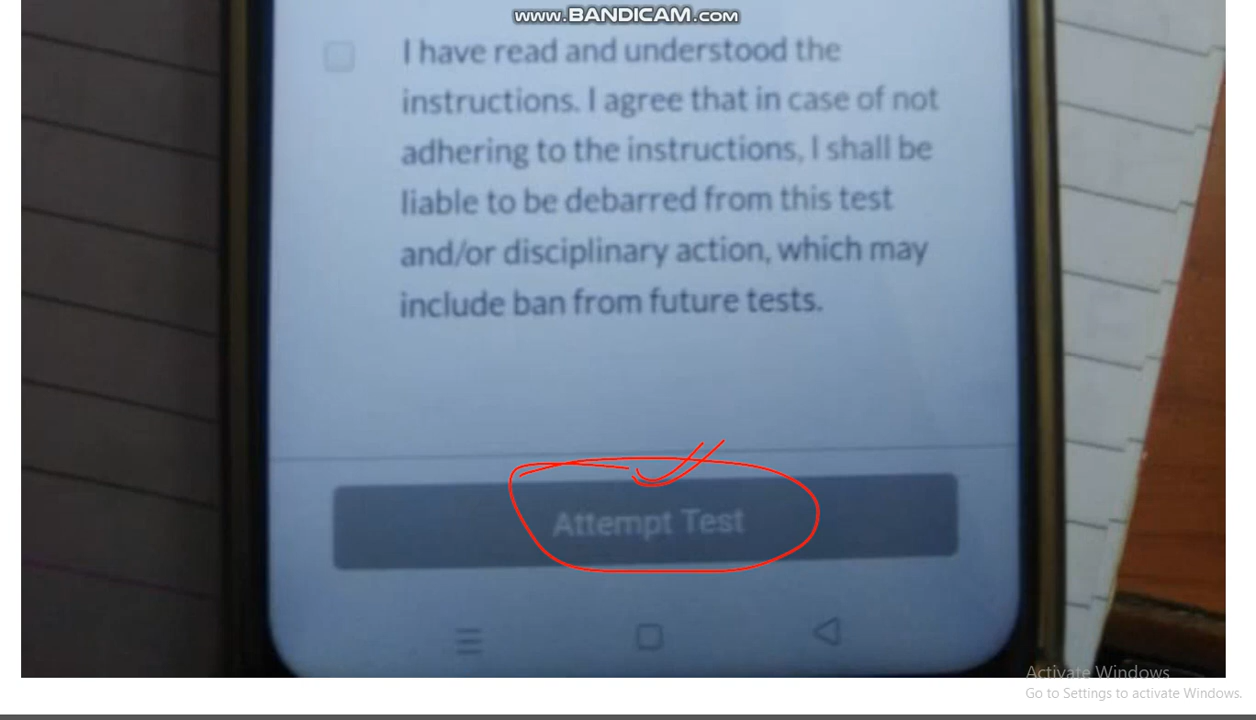 www.BANDICAM.com
I have read and understood the
instructions. I agree that in case of not
adhering to the instructions, I shall be
liable to be debarred from this test
and/or disciplinary action, which may
include ban from future tests.
Attempt Test
Activate Windows
Go to Settings to activate Windows.